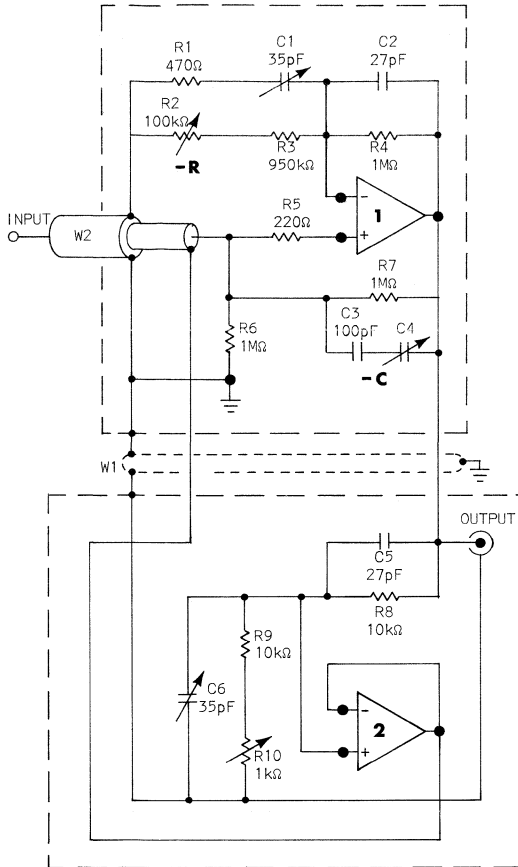 R1
470Ω
C1
35pF
C2
27pF
R2
100kΩ
-R
R3
950kΩ
R4
1MΩ
INPUT
W2
R5
220Ω
-
1
+
R7
1MΩ
R6
1MΩ
C3
100pF
C4
-C
W1
OUTPUT
C5
27pF
R8
10kΩ
R9
10kΩ
C6
35pF
-
2
+
R10
1kΩ